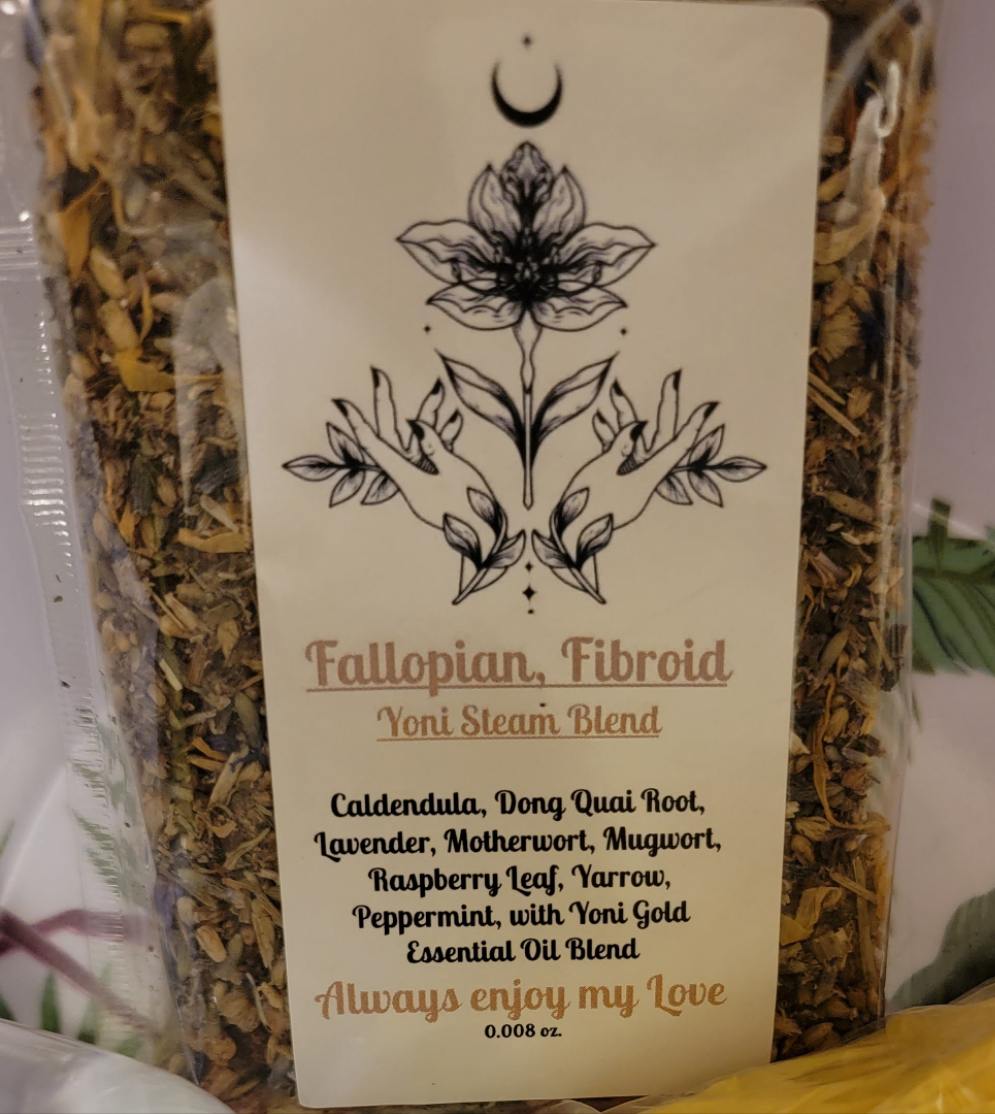 Fallopian, Fibroid
Yoni Steam Blend
Caldendula, Dong Quai Root,
Lavender, Motherwort, Mugwort,
Raspberry Leaf, Yarrow,
Peppermint, with Yoni Gold
Essential Oil Blend
Always enjoy my Love
0.008 oz.